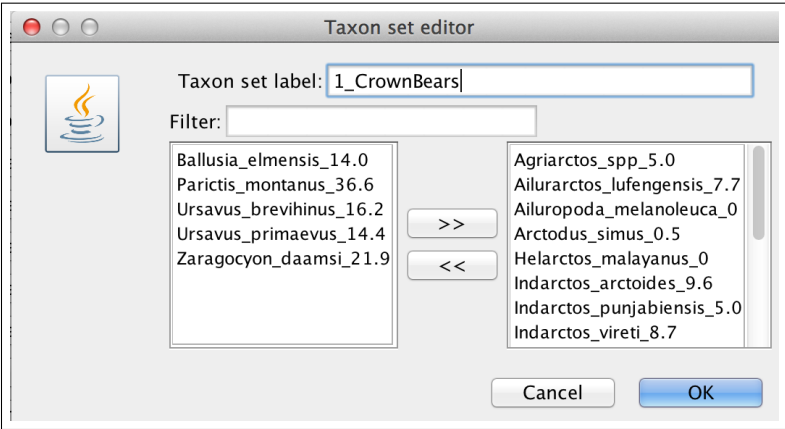 Taxon set editor
Taxon set label: 1_CrownBears
Filter:
Ballusia_elmensis_14.0
Parictis_montanus_36.6
Ursavus_brevihinus_16.2
Ursavus_primaevus_14.4
Zaragocyon_daamsi_21.9
>>
<<
Agriarctos_spp_5.0
Ailurarctos_lufengensis_7.7
Ailuropoda_melanoleuca_0
Arctodus_simus_0.5
Helarctos_malayanus_0
Indarctos_arctoides_9.6
Indarctos_punjabiensis_5.0
Indarctos_vireti_8.7
Cancel
OK